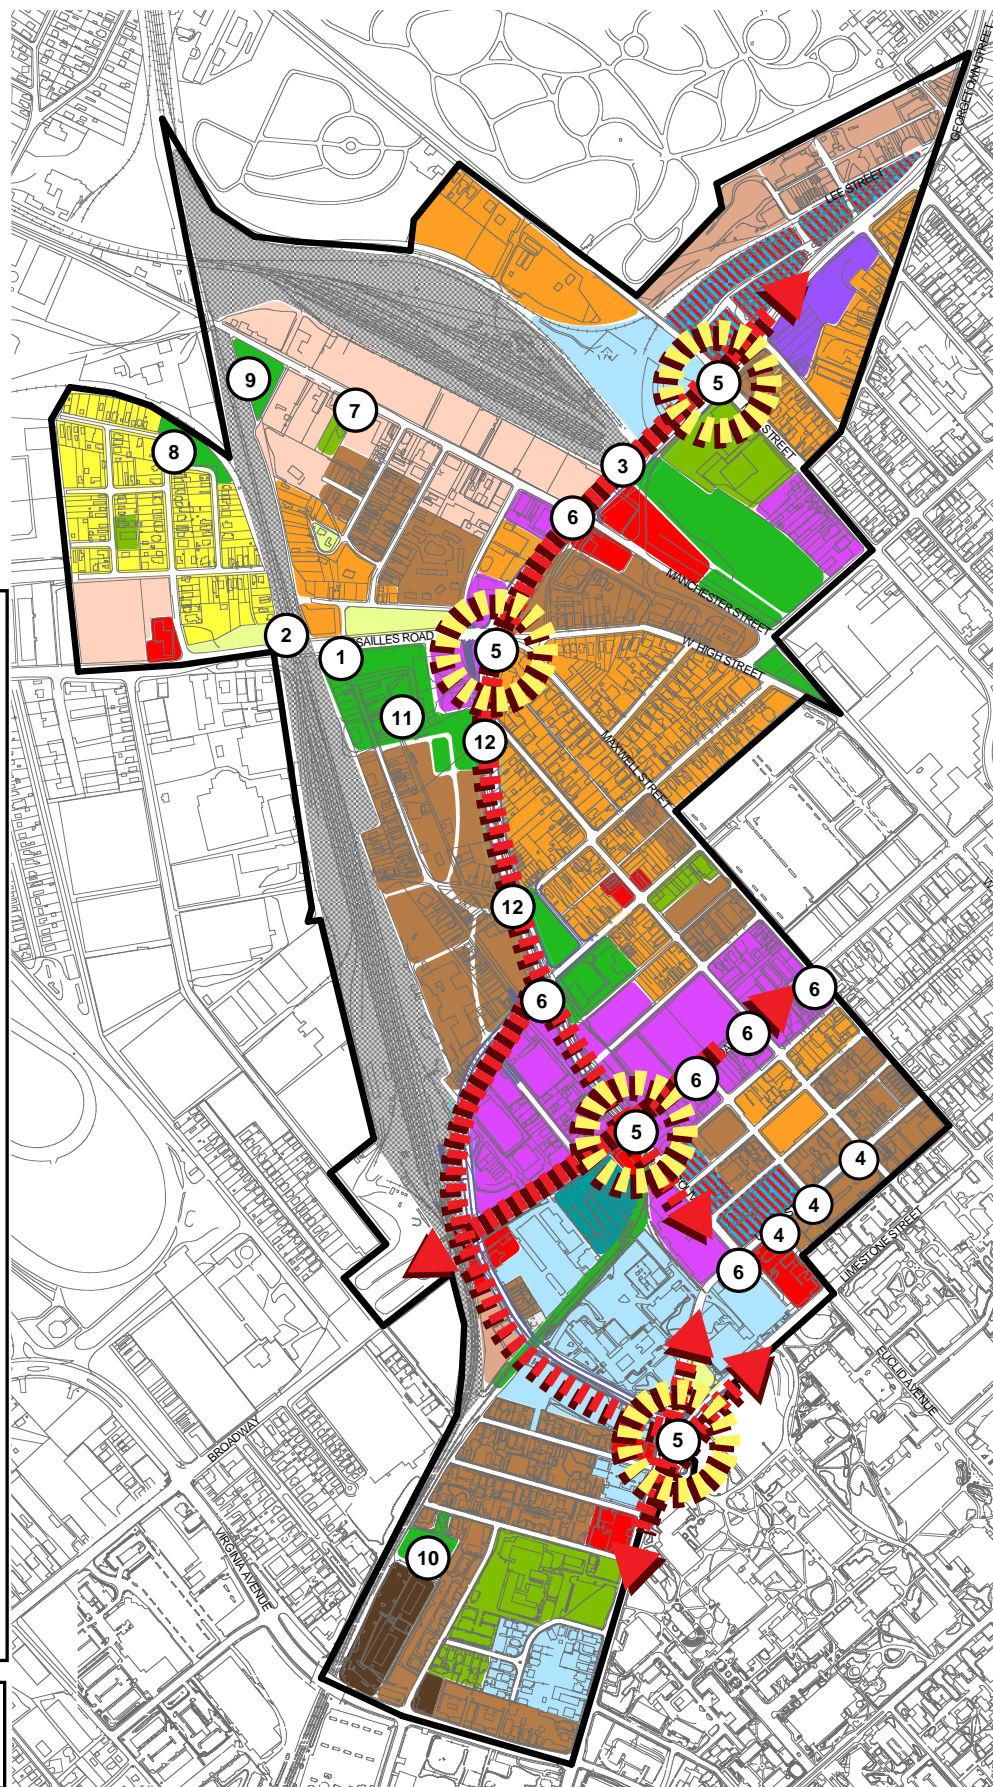 GEORGETOWN STREET
LEE STREET
9
5
7
STREET
8
3
6
MANCHESTER STREET
2
SAILLES ROAD
1
5
W HIGH STREET
11
12
MAXWELL STREET
12
6
6
6
6
5
4
4
4
6
LIMESTONE STREET
EUCLID AVENUE
BROADWAY
5
VIRGINIA AVENUE
10